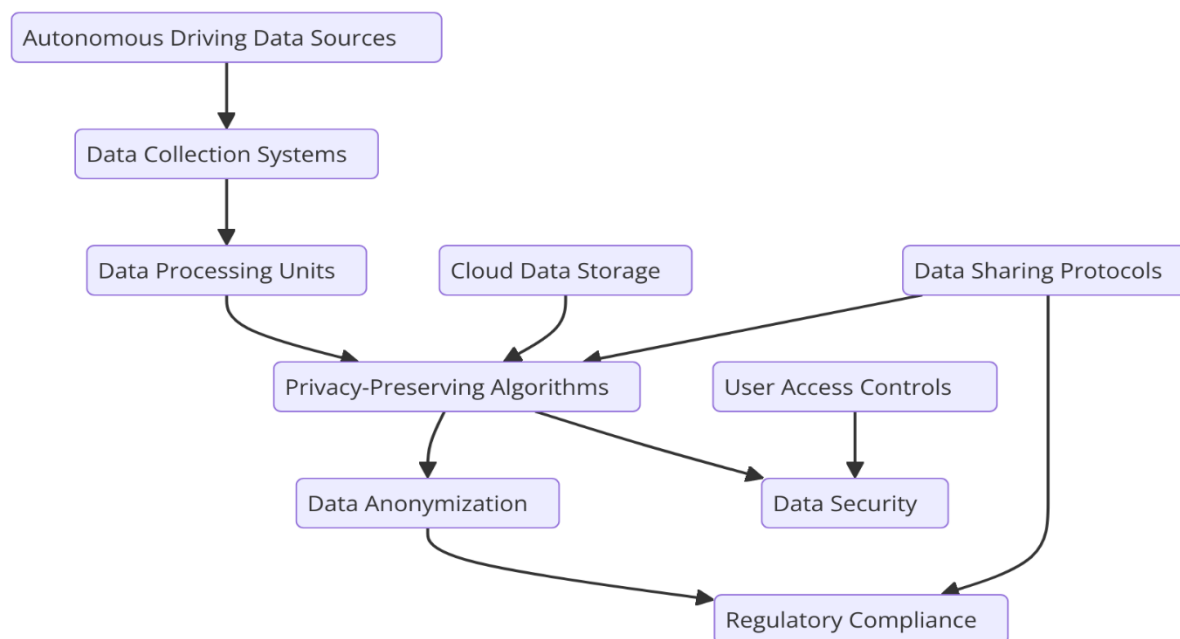 Autonomous Driving Data Sources
Data Collection Systems
Data Processing Units
Cloud Data Storage
Data Sharing Protocols
Privacy-Preserving Algorithms
User Access Controls
Data Anonymization
Data Security
Regulatory Compliance